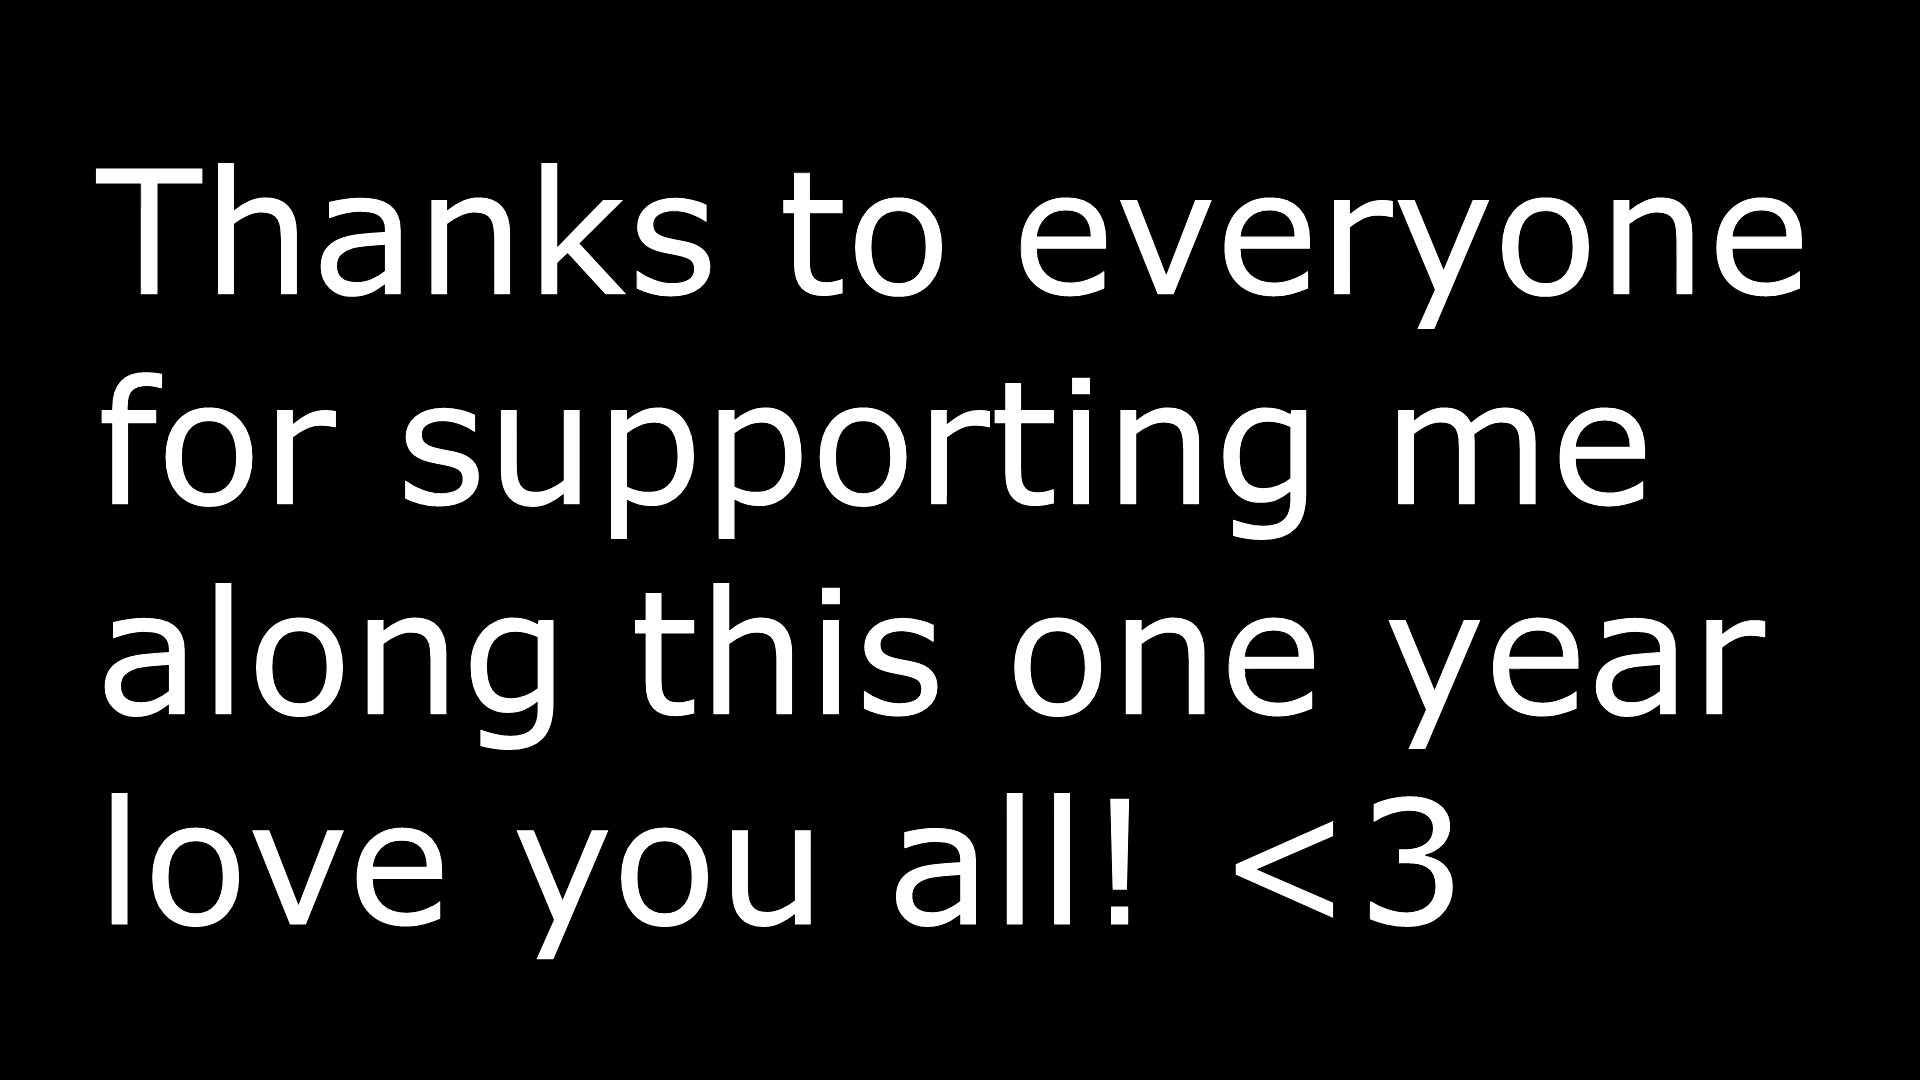 Thanks to everyone
for supporting me
along this one year
love you all! <3